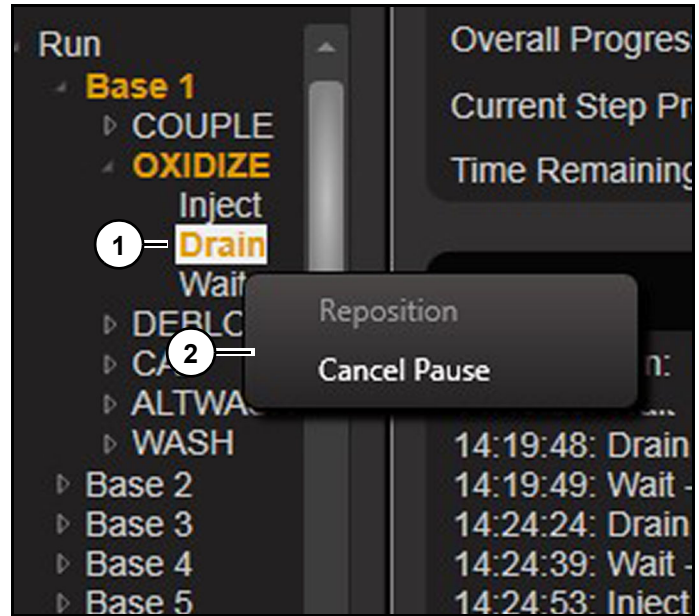 Run
Base 1
COUPLE
OXIDIZE
Inject
1
Drain
Wait
2
ALTWAS
WASH
Base 2
Base 3
Base 4
Base 5
Reposition
Cancel Pause
Overall Progres
Current Step Pr
Time Remaining
14:19:48: Drain
14:19:49: Wait -
14:24:24: Drain
14:24:39: Wait -
14:24:53: Inject